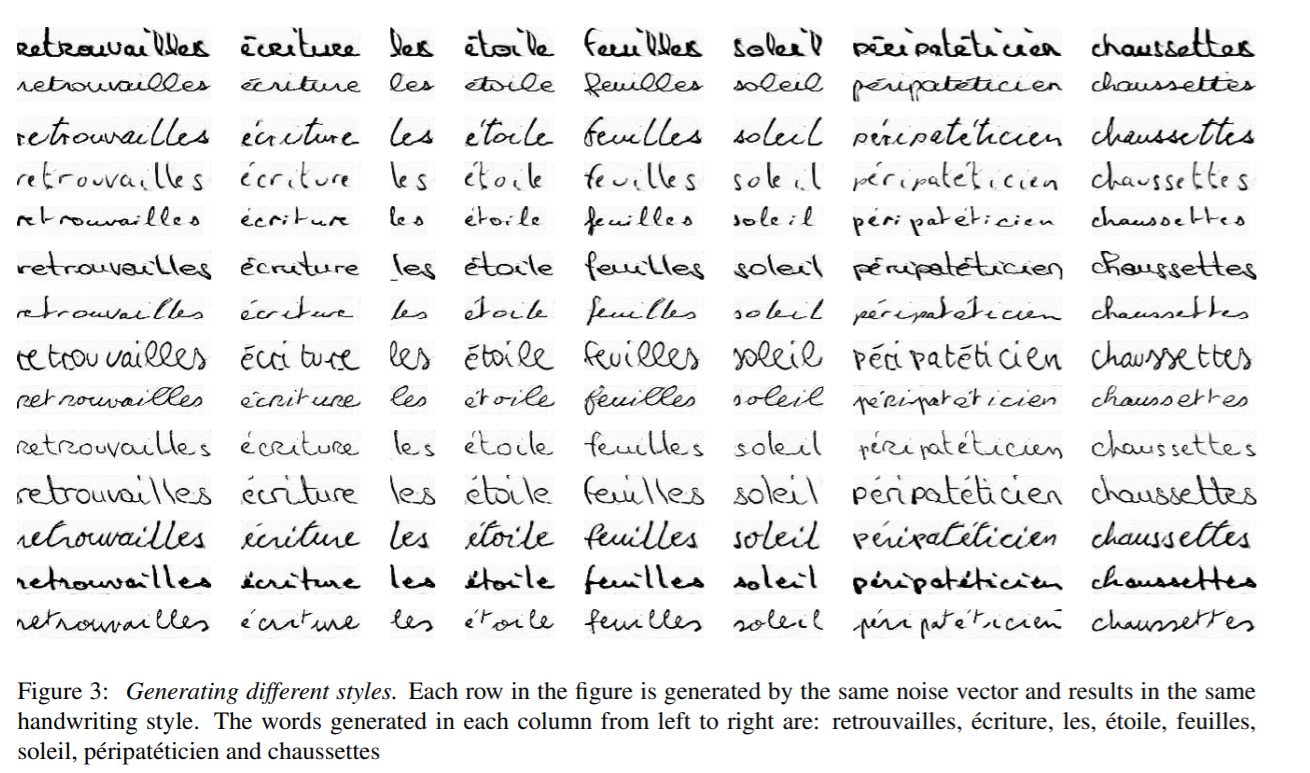 retrouvailles écriture les étoile feuilles soleil péripatéticien chaussettes
retrouvailles écriture les étoile feuilles soleil péripatéticien chaussettes
retrouvailles écriture les étoile feuilles soleil péripatéticien chaussettes
retrouvailles écriture les étoile feuilles soleil péripatéticien chaussettes
retrouvailles écriture les étoile feuilles soleil péripatéticien chaussettes
retrouvailles écriture les étoile feuilles soleil péripatéticien chaussettes
retrouvailles écriture les étoile feuilles soleil péripatéticien chaussettes
retrouvailles écriture les étoile feuilles soleil péripatéticien chaussettes
retrouvailles écriture les étoile feuilles soleil péripatéticien chaussettes
retrouvailles écriture les étoile feuilles soleil péripatéticien chaussettes
retrouvailles écriture les étoile feuilles soleil péripatéticien chaussettes
retrouvailles écriture les étoile feuilles soleil péripatéticien chaussettes
retrouvailles écriture les étoile feuilles soleil péripatéticien chaussettes
retrouvailles écriture les étoile feuilles soleil péripatéticien chaussettes
Figure 3: Generating different styles. Each row in the figure is generated by the same noise vector and results in the same
handwriting style. The words generated in each column from left to right are: retrouvailles, écriture, les, étoile, feuilles,
soleil, péripatéticien and chaussettes